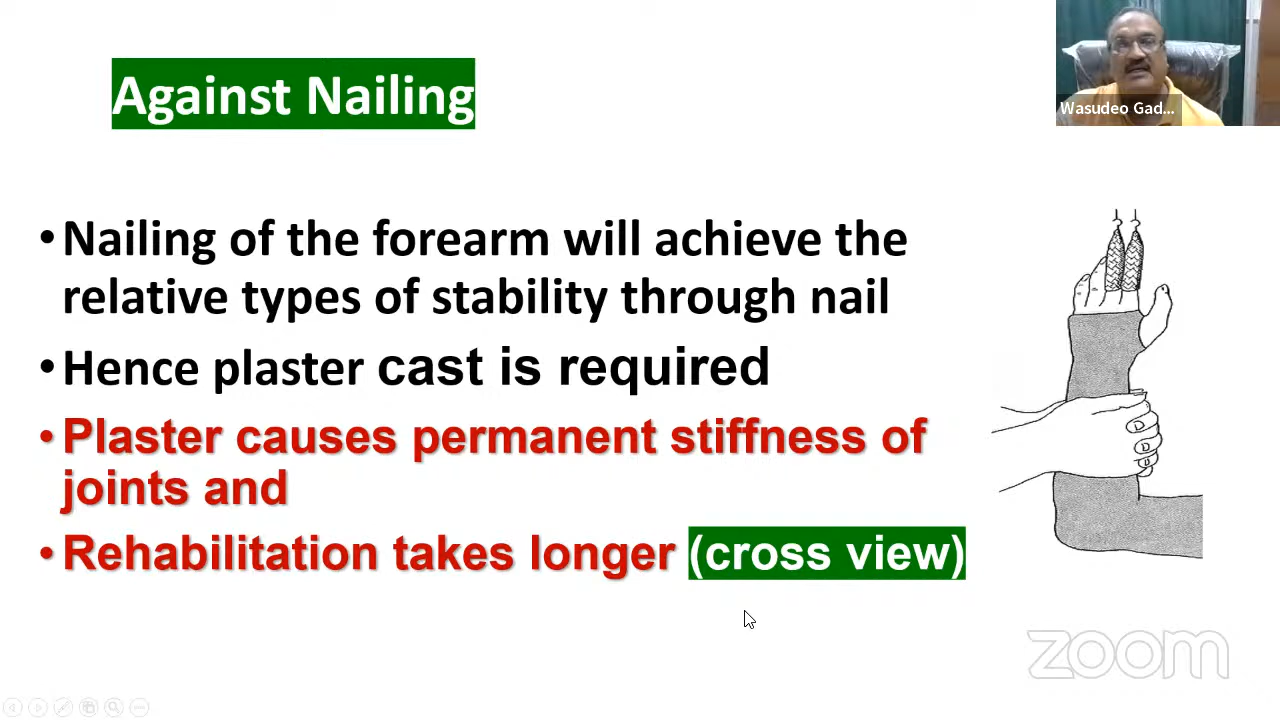 Against Nailing
Wasudeo Gad...
• Nailing of the forearm will achieve the
relative types of stability through nail
• Hence plaster cast is required
• Plaster causes permanent stiffness of
joints and
• Rehabilitation takes longer (cross view)
zoom